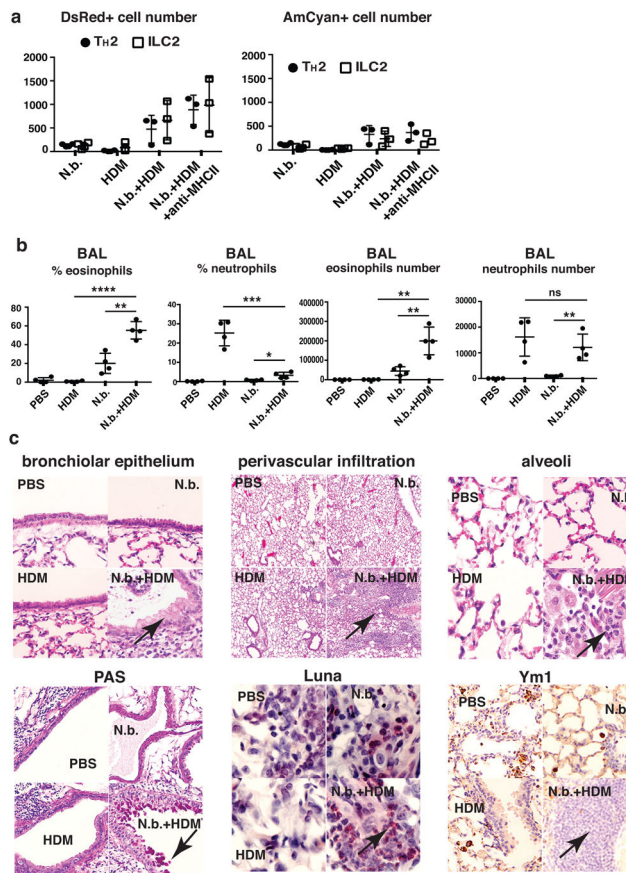 a
DsRed+ cell number
AmCyan+ cell number
TH2 ILC2
TH2 ILC2
2000
1500
1000
500
0
2000
1500
1000
500
0
N.b.
HDM
N.b.+HDM
N.b.+HDM
+anti-MHCII
N.b.
HDM
N.b.+HDM
N.b.+HDM
+anti-MHCII
b
BAL
% eosinophils
BAL
% neutrophils
BAL
eosinophils number
BAL
neutrophils number
****
**
80
60
40
20
0
PBS
HDM
N.b.
N.b.+HDM
***
*
40
30
20
10
0
PBS
HDM
N.b.
N.b.+HDM
**
**
400000
300000
200000
100000
0
PBS
HDM
N.b.
N.b.+HDM
ns
**
30000
20000
10000
0
PBS
HDM
N.b.
N.b.+HDM
c
bronchiolar epithelium
PBS
N.b.
HDM
N.b.+HDM
perivascular infiltration
PBS
N.b.
HDM
N.b.+HDM
alveoli
PBS
HDM
N.b.+HDM
PAS
N.b.
PBS
HDM
N.b.+HDM
Luna
PBS
N.b.
N.b.+HDM
HDM
Ym1
PBS
HDM
N.b.+HDM